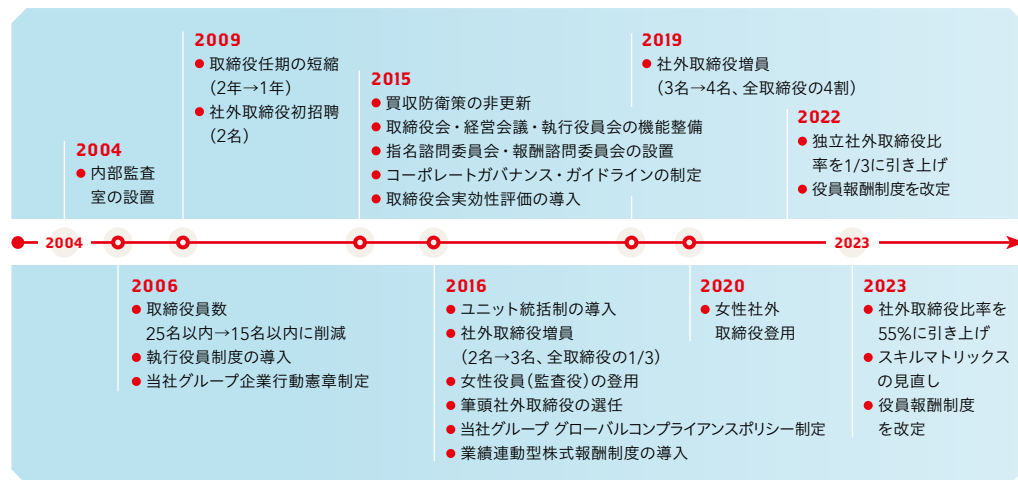 2004
● 内部監査
室の設置
2009
● 取締役任期の短縮
(2年→1年)
● 社外取締役初招聘
(2名)
2015
● 買収防衛策の非更新
● 取締役会・経営会議・執行役員会の機能整備
● 指名諮問委員会・報酬諮問委員会の設置
● コーポレートガバナンス・ガイドラインの制定
● 取締役会実効性評価の導入
2019
● 社外取締役増員
(3名→4名、全取締役の4割)
2022
● 独立社外取締役比
率を1/3に引き上げ
● 役員報酬制度を改定
2004
2023
2006
● 取締役員数
25名以内→15名以内に削減
● 執行役員制度の導入
● 当社グループ企業行動憲章制定
2016
● ユニット統括制の導入
● 社外取締役増員
(2名→3名、全取締役の1/3)
● 女性役員(監査役)の登用
● 筆頭社外取締役の選任
● 当社グループ グローバルコンプライアンスポリシー制定
● 業績連動型株式報酬制度の導入
2020
● 女性社外
取締役登用
2023
● 社外取締役比率を
55%に引き上げ
● スキルマトリックス
の見直し
● 役員報酬制度
を改定